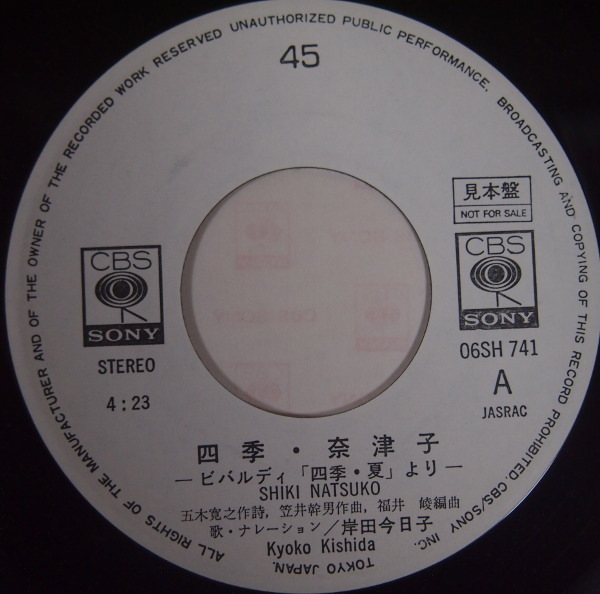 ALL RIGHTS OF THE MANUFACTURER AND OF THE OWNER OF THE RECORDED WORK RESERVED UNAUTHORIZED PUBLIC PERFORMANCE. BROADCASTING AND COPYING OF THIS RECORD PROHIBITED. CBS/SONY INC. TOKYO JAPAN.
45
見本盤
NOT FOR SALE
CBS
SONY
STEREO
4:23
CBS
SONY
06SH 741
A
JASRAC
四季・奈津子
—ビバルディ「四季・夏」より—
SHIKI NATSUKO
五木寛之作詩, 笠井幹男作曲, 福井 崚編曲
歌・ナレーション/岸田今日子
Kyoko Kishida